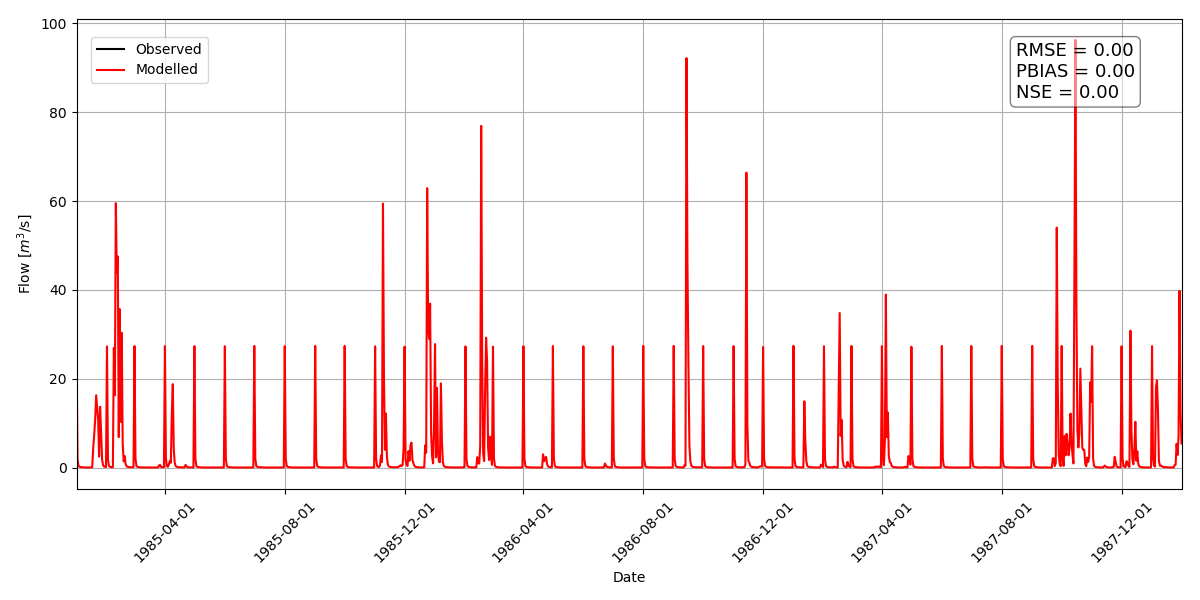 100
80
60
40
20
0
Flow [$m^3$/s]
Observed
Modelled
RMSE = 0.00
PBIAS = 0.00
NSE = 0.00
1985-04-01
1985-08-01
1985-12-01
1986-04-01
1986-08-01
1986-12-01
1987-04-01
1987-08-01
1987-12-01
Date